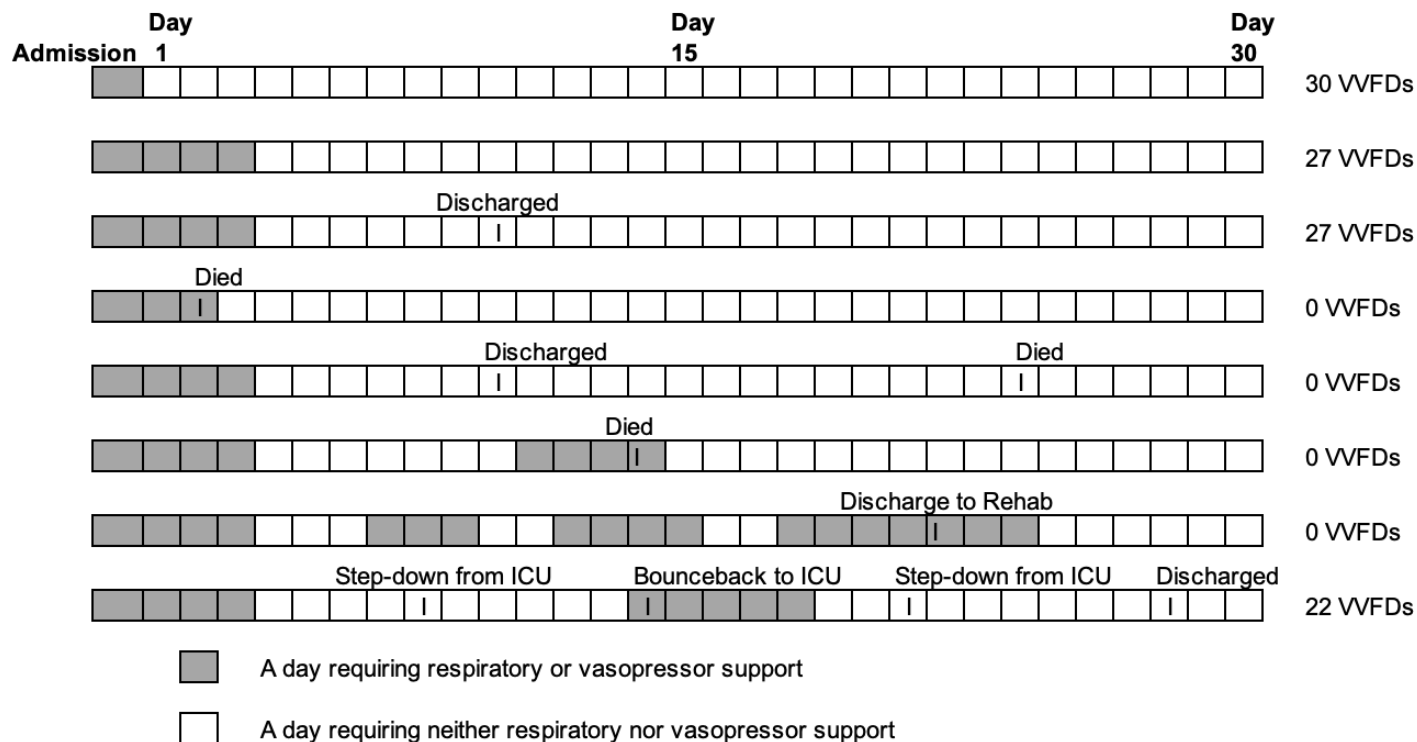 Day Day Day
Admission 1 15 30
30 VVFDs
27 VVFDs
Discharged
27 VVFDs
Died
0 VVFDs
Discharged Died
0 VVFDs
Died
0 VVFDs
Discharge to Rehab
0 VVFDs
Step-down from ICU Bounceback to ICU Step-down from ICU Discharged
22 VVFDs
A day requiring respiratory or vasopressor support
A day requiring neither respiratory nor vasopressor support